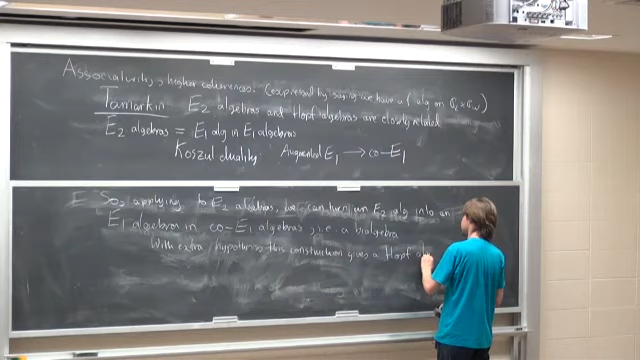 Associativity, higher coherences. (expressed by saying we have a f. alg on
Tamarkin E₂ algebras and Hopf algebras are closely related
E₂ algebras = E₁ alg in E₁ algebras
Koszul duality: Augmented E₁ → co-E₁
So, applying to E₂ algebras, we can turn an E₂ alg into an
E₁ algebra in co-E₁ algebras, i.e. a bialgebra
With extra hypotheses, this construction gives a Hopf alg